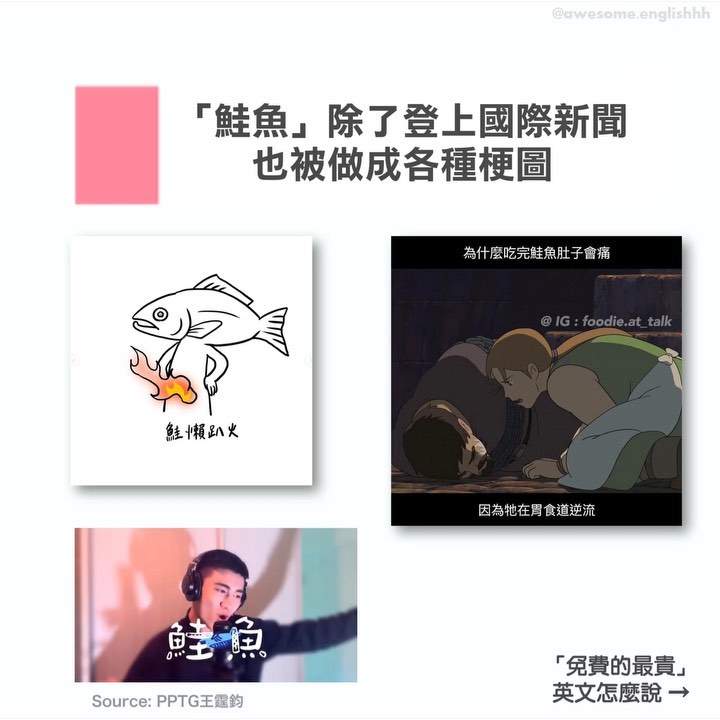 @awesome.englishhh
「鮭魚」除了登上國際新聞
也被做成各種梗圖
鮭懶趴火
為什麼吃完鮭魚肚子會痛
@ IG : foodie.at_talk
因為牠在胃食道逆流
鮭魚
Source: PPTG王霆鈞
「免費的最貴」
英文怎麼說 →